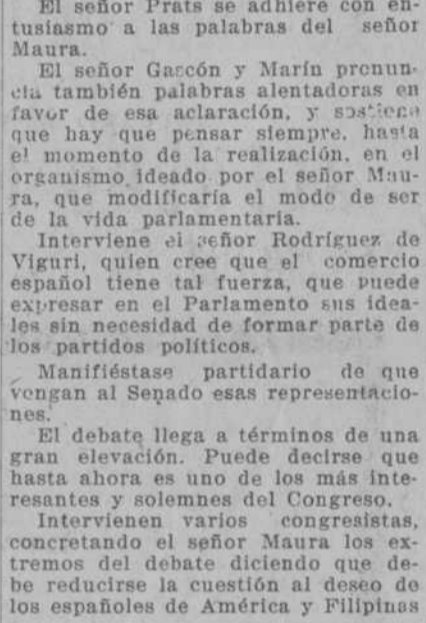 El señor Prats se adhiere con en-
tusiasmo a las palabras del señor
Maura.
El señor Gascón y Marín pronun-
cia también palabras alentadoras en
favor de esa aclaración, y sostiene
que hay que pensar siempre, hasta
el momento de la realización, en el
organismo ideado por el señor Mau-
ra, que modificaría el modo de ser
de la vida parlamentaria.
Interviene el señor Rodríguez de
Viguri, quien cree que el comercio
español tiene tal fuerza, que puede
expresar en el Parlamento sus idea-
les sin necesidad de formar parte de
los partidos políticos.
Manifiéstase partidario de que
vengan al Senado esas representacio-
nes.
El debate llega a términos de una
gran elevación. Puede decirse que
hasta ahora es uno de los más inte-
resantes y solemnes del Congreso.
Intervienen varios congresistas,
concretando el señor Maura los ex-
tremos del debate diciendo que de-
be reducirse la cuestión al deseo de
los españoles de América y Filipinas